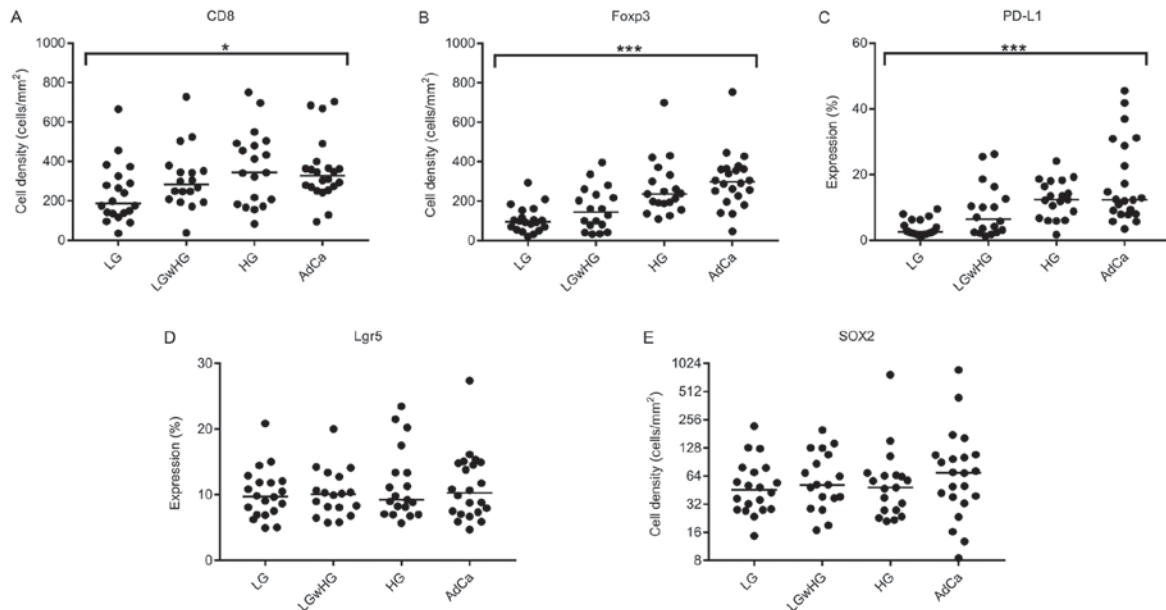 A
CD8
*
Cell density (cells/mm²)
1000
800
600
400
200
0
LG
LGwHG
HG
AdCa
B
Foxp3
***
Cell density (cells/mm²)
1000
800
600
400
200
0
LG
LGwHG
HG
AdCa
C
PD-L1
***
Expression (%)
60
40
20
0
LG
LGwHG
HG
AdCa
D
Lgr5
Expression (%)
30
20
10
0
LG
LGwHG
HG
AdCa
E
SOX2
Cell density (cells/mm²)
1024
512
256
128
64
32
16
8
LG
LGwHG
HG
AdCa